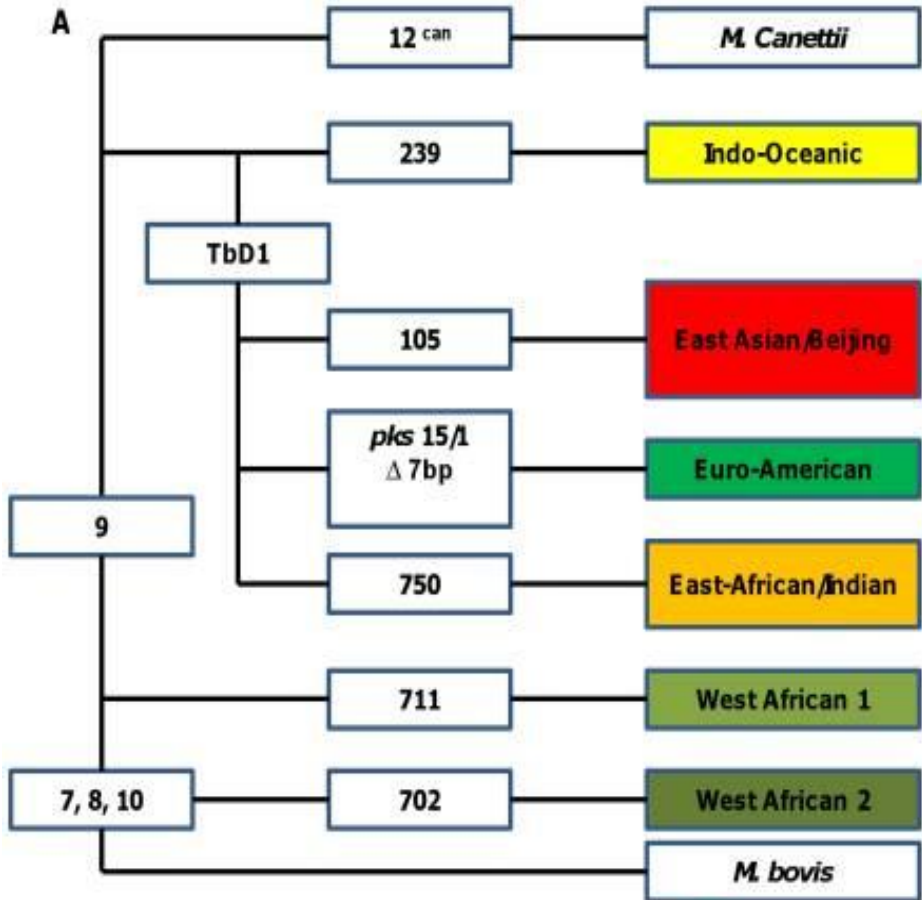 A
12 can
M. Canettii
239
Indo-Oceanic
TbD1
105
East Asian/Beijing
pks 15/1
Δ 7bp
Euro-American
9
750
East-African/Indian
711
West African 1
7, 8, 10
702
West African 2
M. bovis